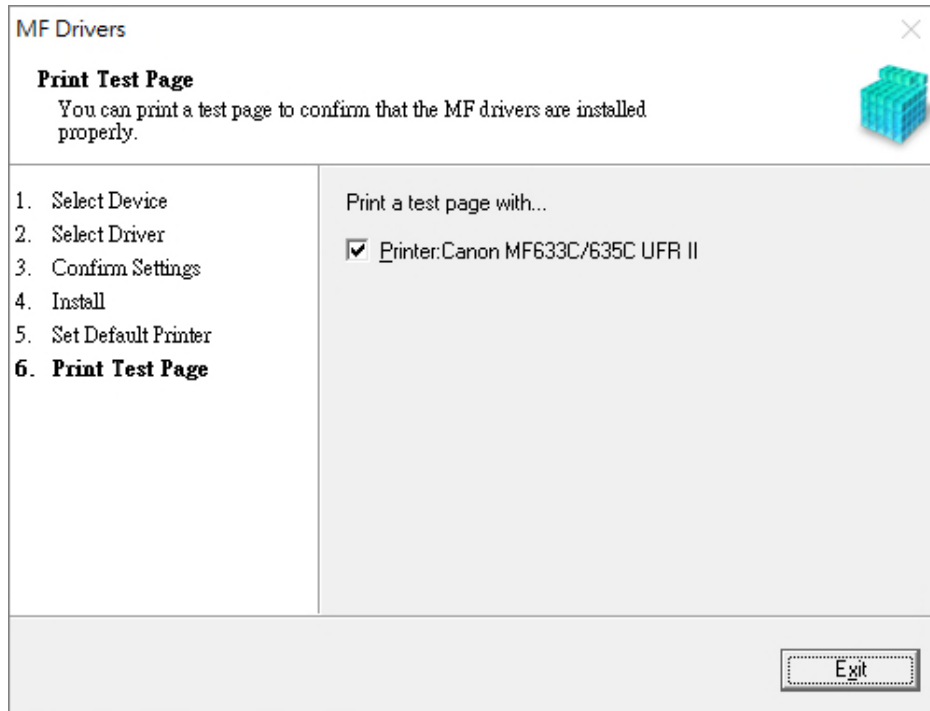 MF Drivers
Print Test Page
You can print a test page to confirm that the MF drivers are installed
properly.
1. Select Device
2. Select Driver
3. Confirm Settings
4. Install
5. Set Default Printer
6. Print Test Page
Print a test page with...
Printer:Canon MF633C/635C UFR II
Exit